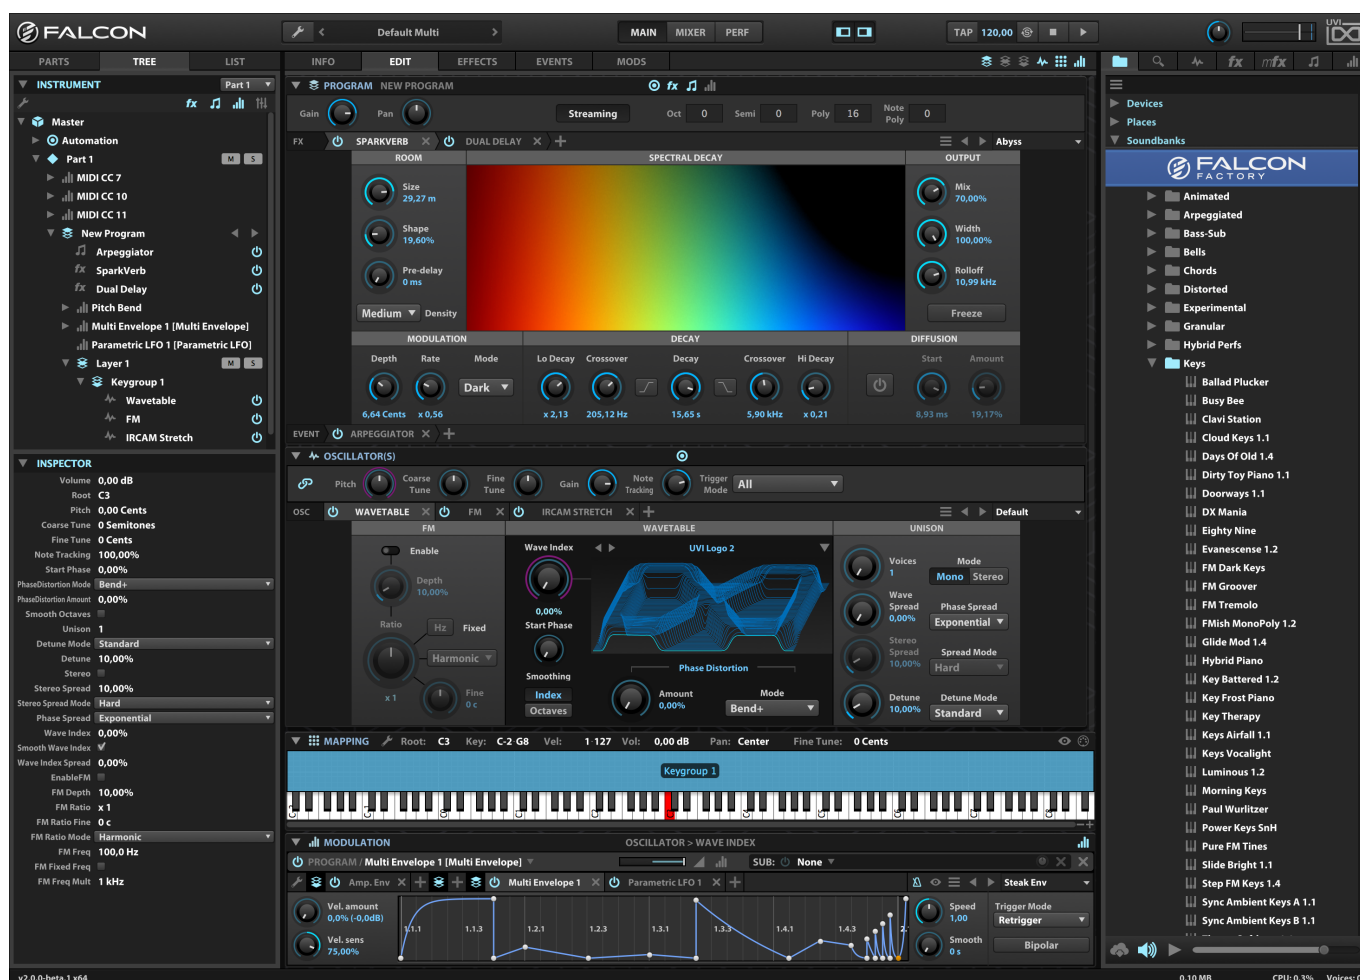 FALCON
Default Multi
MAIN MIXER PERF
TAP 120,00
UVI
PARTS TREE LIST
INFO EDIT EFFECTS EVENTS MODS
fx mfx
INSTRUMENT Part 1
fx
Master
Automation
Part 1 M S
MIDI CC 7
MIDI CC 10
MIDI CC 11
New Program
Arpeggiator
fx SparkVerb
fx Dual Delay
Pitch Bend
Multi Envelope 1 [Multi Envelope]
Parametric LFO 1 [Parametric LFO]
Layer 1 M S
Keygroup 1
Wavetable
FM
IRCAM Stretch
INSPECTOR
Volume 0,00 dB
Root C3
Pitch 0,00 Cents
Coarse Tune 0 Semitones
Fine Tune 0 Cents
Note Tracking 100,00%
Start Phase 0,00%
PhaseDistortion Mode Bend+
PhaseDistortion Amount 0,00%
Smooth Octaves
Unison 1
Detune Mode Standard
Detune 10,00%
Stereo
Stereo Spread 10,00%
Stereo Spread Mode Hard
Phase Spread Exponential
Wave Index 0,00%
Smooth Wave Index
Wave Index Spread 0,00%
EnableFM
FM Depth 10,00%
FM Ratio x 1
FM Ratio Fine 0 c
FM Ratio Mode Harmonic
FM Freq 100,0 Hz
FM Fixed Freq
FM Freq Mult 1 kHz
v2.0.0-beta.1 x64
PROGRAM NEW PROGRAM fx
Gain Pan Streaming Oct 0 Semi 0 Poly 16 Note Poly 0
FX SPARKVERB DUAL DELAY Abyss
ROOM SPECTRAL DECAY OUTPUT
Size
29,27 m
Shape
19,60%
Pre-delay
0 ms
Medium Density
Mix
70,00%
Width
100,00%
Rolloff
10,99 kHz
Freeze
MODULATION DECAY DIFFUSION
Depth Rate Mode Lo Decay Crossover Decay Crossover Hi Decay Start Amount
Dark
6,64 Cents x 0,56 x 2,13 205,12 Hz 15,65 s 5,90 kHz x 0,21 8,93 ms 19,17%
EVENT ARPEGGIATOR
OSCILLATOR(S)
Pitch Coarse Tune Fine Tune Gain Note Tracking Trigger Mode All
OSC WAVETABLE FM IRCAM STRETCH Default
FM WAVETABLE UNISON
Enable
Depth
10,00%
Ratio
Hz Fixed
Harmonic
x 1
Fine
0 c
Wave Index UVI Logo 2
0,00%
Start Phase
Smoothing
Index
Octaves
Phase Distortion
Amount
0,00%
Mode
Bend+
Voices
1
Mode
Mono Stereo
Wave Spread
0,00%
Phase Spread
Exponential
Stereo Spread
10,00%
Spread Mode
Hard
Detune
10,00%
Detune Mode
Standard
MAPPING Root: C3 Key: C-2 G8 Vel: 1-127 Vol: 0,00 dB Pan: Center Fine Tune: 0 Cents
Keygroup 1
MODULATION OSCILLATOR > WAVE INDEX
PROGRAM / Multi Envelope 1 [Multi Envelope] SUB: None
Amp. Env Multi Envelope 1 Parametric LFO 1 Steak Env
Vel. amount
0,0% (-0,0dB)
Vel. sens
75,00%
1.1.1 1.1.3 1.2.1 1.2.3 1.3.1 1.3.3 1.4.1 1.4.3
Speed
1,00
Smooth
0 s
Trigger Mode
Retrigger
Bipolar
Devices
Places
Soundbanks
FALCON
FACTORY
Animated
Arpeggiated
Bass-Sub
Bells
Chords
Distorted
Experimental
Granular
Hybrid Perfs
Keys
Ballad Plucker
Busy Bee
Clavi Station
Cloud Keys 1.1
Days Of Old 1.4
Dirty Toy Piano 1.1
Doorways 1.1
DX Mania
Eighty Nine
Evanescense 1.2
FM Dark Keys
FM Groover
FM Tremolo
FMish MonoPoly 1.2
Glide Mod 1.4
Hybrid Piano
Key Battered 1.2
Key Frost Piano
Key Therapy
Keys Airfall 1.1
Keys Vocalight
Luminous 1.2
Morning Keys
Paul Wurlitzer
Power Keys SnH
Pure FM Tines
Slide Bright 1.1
Step FM Keys 1.4
Sync Ambient Keys A 1.1
Sync Ambient Keys B 1.1
0.10 MB CPU: 0.3% Voices: